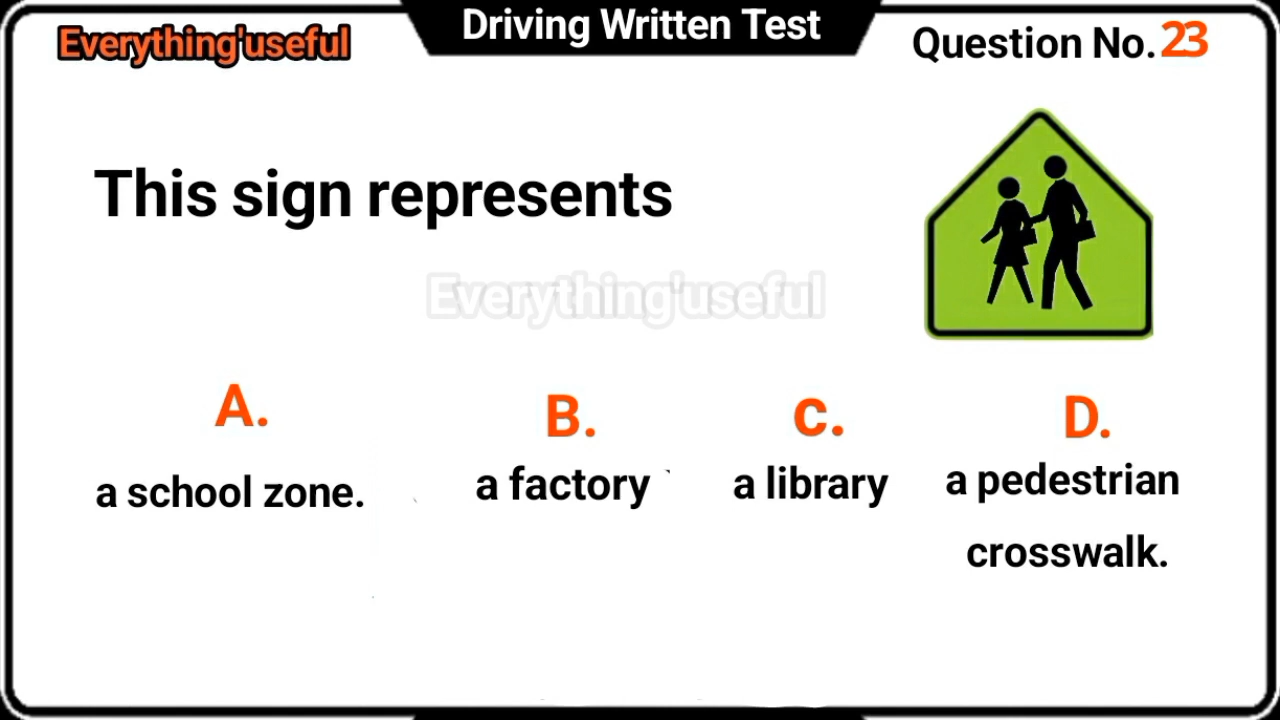 Everything'useful
Driving Written Test
Question No. 23
This sign represents
Everything'useful
A.
a school zone.
B.
a factory
c.
a library
D.
a pedestrian
crosswalk.